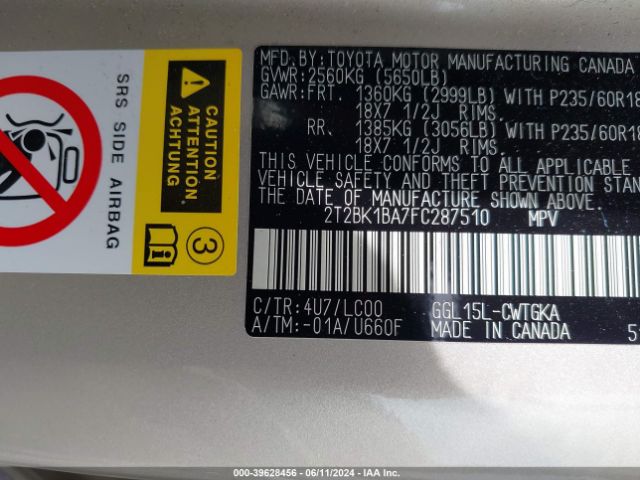 SRS SIDE AIRBAG
CAUTION
ATTENTION
ACHTUNG
3
MFD.BY:TOYOTA MOTOR MANUFACTURING CANADA
GVWR:2560KG (5650LB)
GAWR:FRT. 1360KG (2999LB) WITH P235/60R18
18X7 1/2J RIMS.
RR. 1385KG (3056LB) WITH P235/60R18
18X7 1/2J RIMS.
THIS VEHICLE CONFORMS TO ALL APPLICABLE
VEHICLE SAFETY AND THEFT PREVENTION STAN
THE DATE OF MANUFACTURE SHOWN ABOVE.
2T2BK1BA7FC287510 MPV
C/TR:4U7/LC00 GGL15L-CWTGKA
A/TM:-01A/U660F MADE IN CANADA
000-39628456 - 06/11/2024 - IAA Inc.